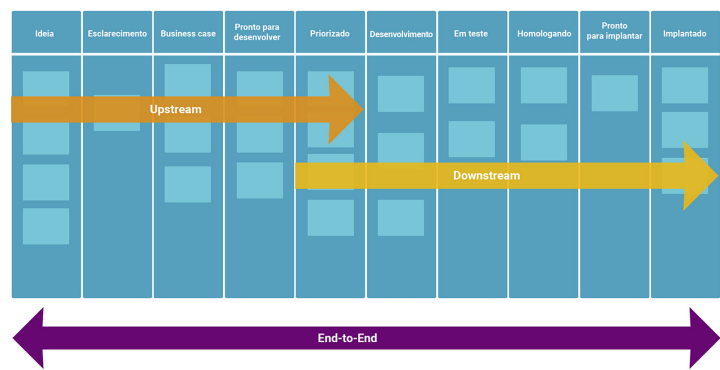 Ideia
Esclarecimento
Business case
Pronto para
desenvolver
Priorizado
Desenvolvimento
Em teste
Homologando
Pronto
para implantar
Implantado
Upstream
Downstream
End-to-End